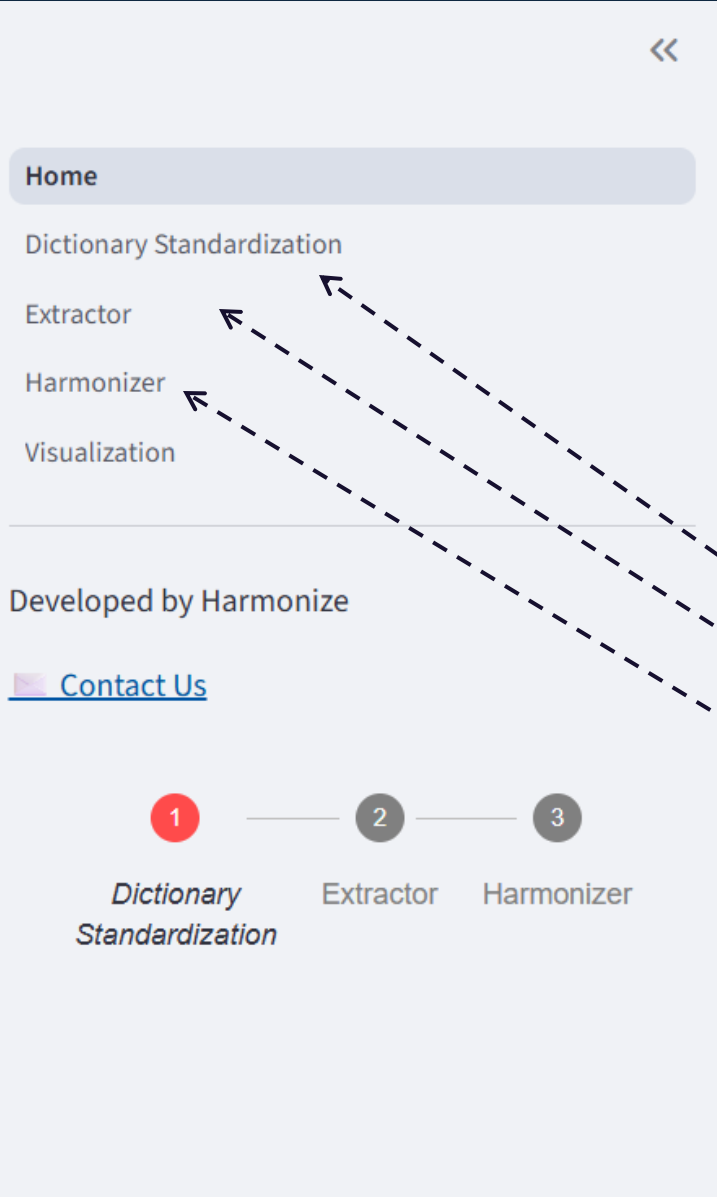 Home
Dictionary Standardization
Extractor
Harmonizer
Visualization
Developed by Harmonize
Contact Us
1
2
3
Dictionary
Standardization
Extractor
Harmonizer